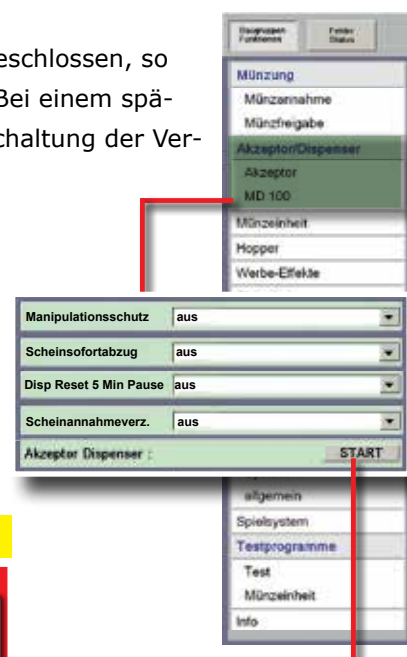 Baugruppen Fehler
Funktionen Status
eschlossen, so
Bei einem spä-
chaltung der Ver-
Münzung
Münzannahme
Münzfreigabe
Akzeptor/Dispenser
Akzeptor
MD 100
Münzeinheit
Hopper
Werbe-Effekte
Manipulationsschutz aus
Scheinsofortabzug aus
Disp Reset 5 Min Pause aus
Scheinannahmeverz. aus
Akzeptor Dispenser : START
allgemein
Spielsystem
Testprogramme
Test
Münzeinheit
Info